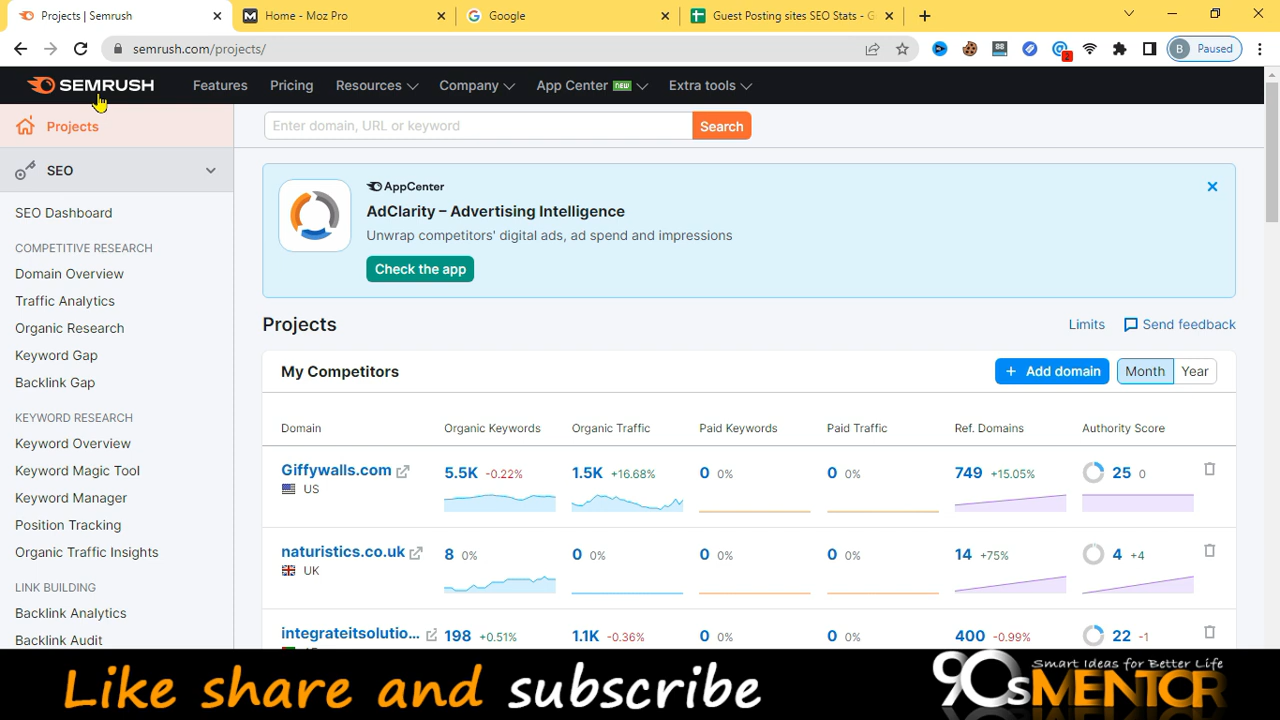 Projects | Semrush
Home - Moz Pro
Google
Guest Posting sites SEO Stats - G
semrush.com/projects/
88
2
B
Paused
SEMRUSH
Features
Pricing
Resources
Company
App Center new
Extra tools
Projects
Enter domain, URL or keyword
Search
SEO
SEO Dashboard
COMPETITIVE RESEARCH
Domain Overview
Traffic Analytics
Organic Research
Keyword Gap
Backlink Gap
KEYWORD RESEARCH
Keyword Overview
Keyword Magic Tool
Keyword Manager
Position Tracking
Organic Traffic Insights
LINK BUILDING
Backlink Analytics
Backlink Audit
AppCenter
AdClarity – Advertising Intelligence
Unwrap competitors' digital ads, ad spend and impressions
Check the app
Projects
Limits
Send feedback
My Competitors
+ Add domain
Month
Year
Domain Organic Keywords Organic Traffic Paid Keywords Paid Traffic Ref. Domains Authority Score
Giffywalls.com 5.5K -0.22% 1.5K +16.68% 0 0% 0 0% 749 +15.05% 25 0
US
naturistics.co.uk 8 0% 0 0% 0 0% 0 0% 14 +75% 4 +4
UK
integrateitsolutio... 198 +0.51% 1.1K -0.36% 0 0% 0 0% 400 -0.99% 22 -1
Like share and subscribe
Smart Ideas for Better Life
90sMENTOR